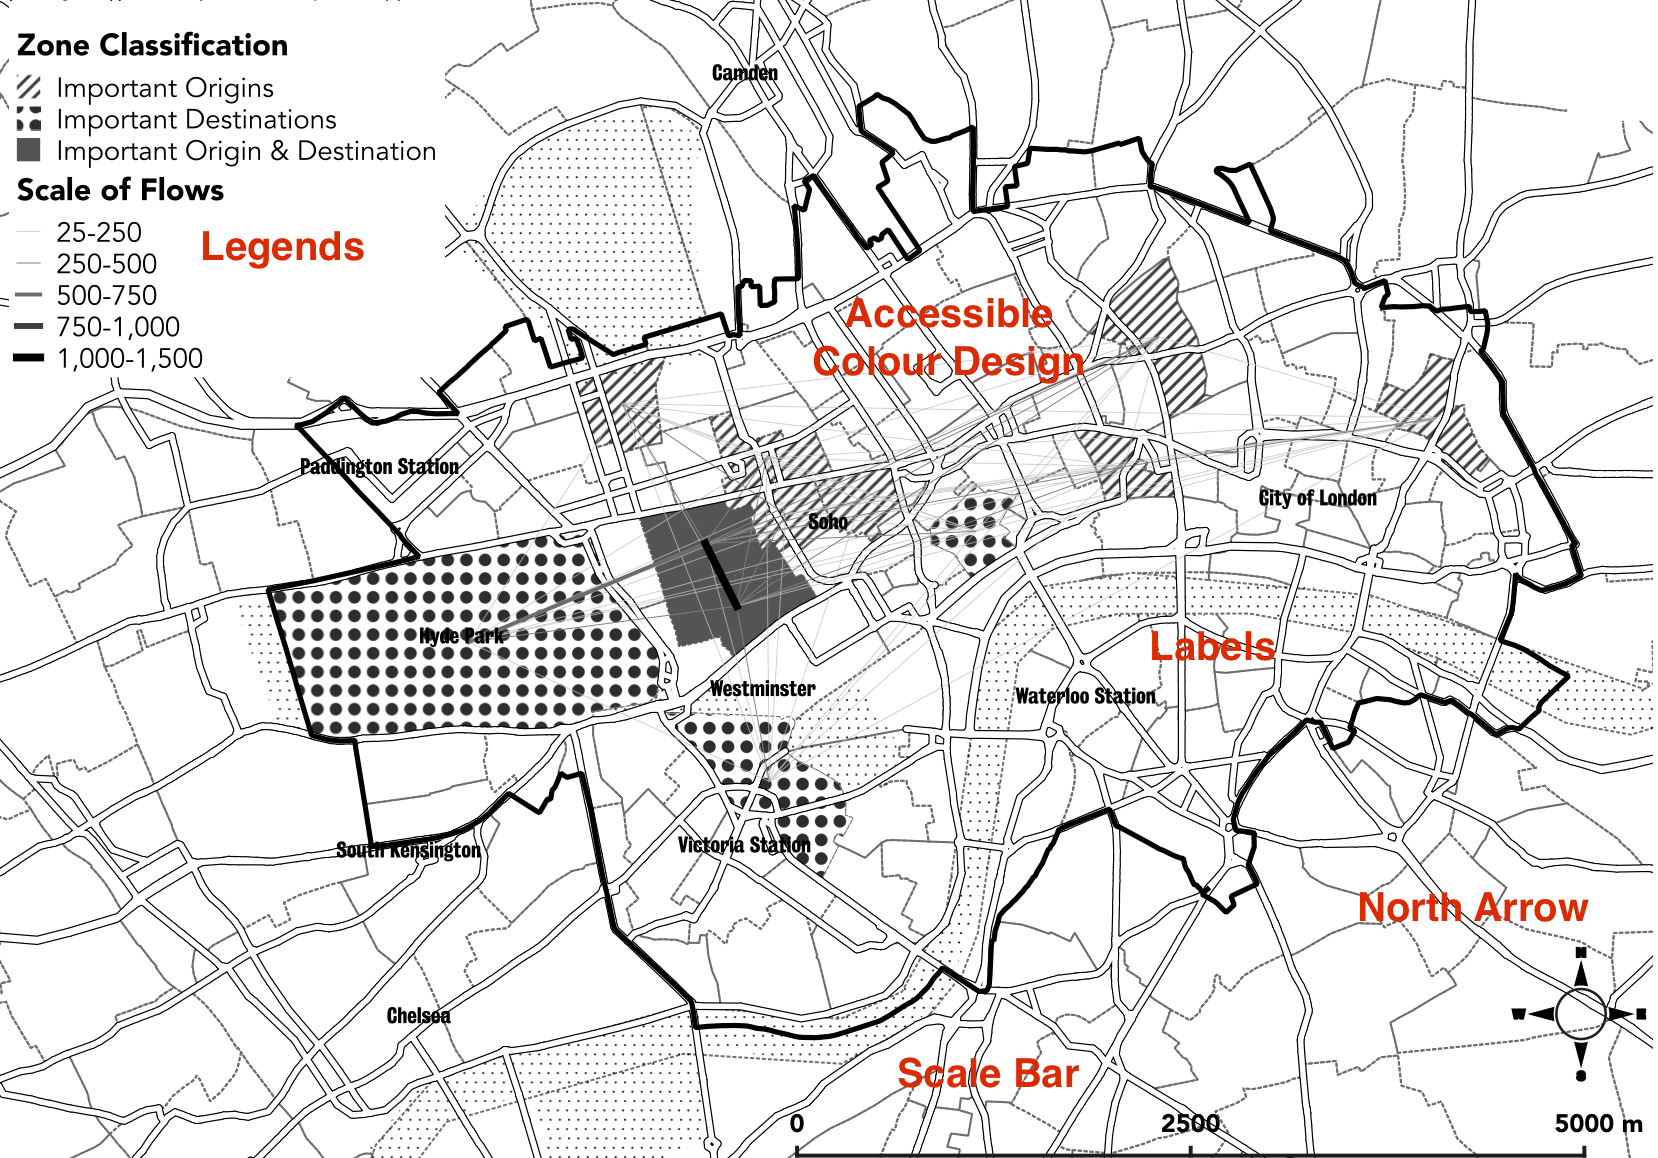 Zone Classification
Important Origins
Important Destinations
Important Origin & Destination
Scale of Flows
25-250
250-500
500-750
750-1,000
1,000-1,500
Legends
Camden
Accessible
Colour Design
Paddington Station
City of London
Soho
Hyde Park
Labels
Westminster
Waterloo Station
Victoria Station
South Kensington
North Arrow
N
W
E
S
Chelsea
Scale Bar
0 2500 5000 m